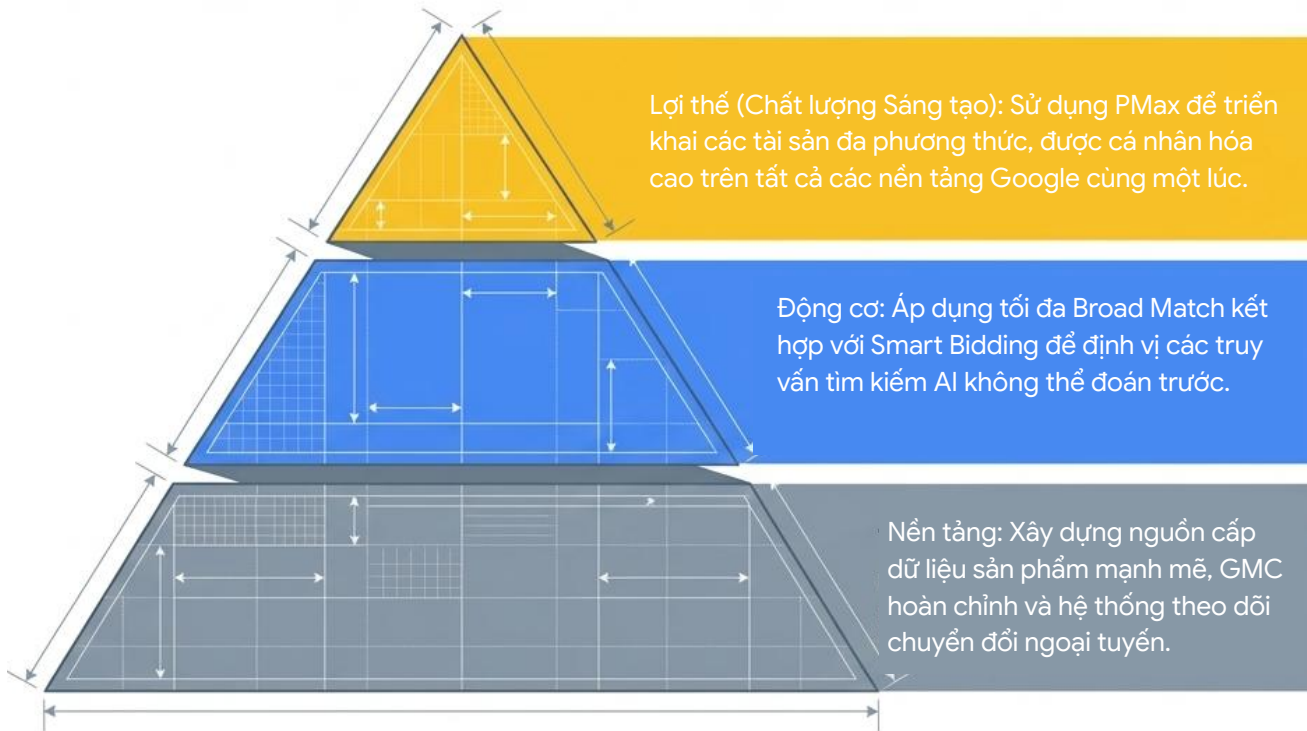 Lợi thế (Chất lượng Sáng tạo): Sử dụng PMax để triển
khai các tài sản đa phương thức, được cá nhân hóa
cao trên tất cả các nền tảng Google cùng một lúc.
Động cơ: Áp dụng tối đa Broad Match kết
hợp với Smart Bidding để định vị các truy
vấn tìm kiếm AI không thể đoán trước.
Nền tảng: Xây dựng nguồn cấp
dữ liệu sản phẩm mạnh mẽ, GMC
hoàn chỉnh và hệ thống theo dõi
chuyển đổi ngoại tuyến.